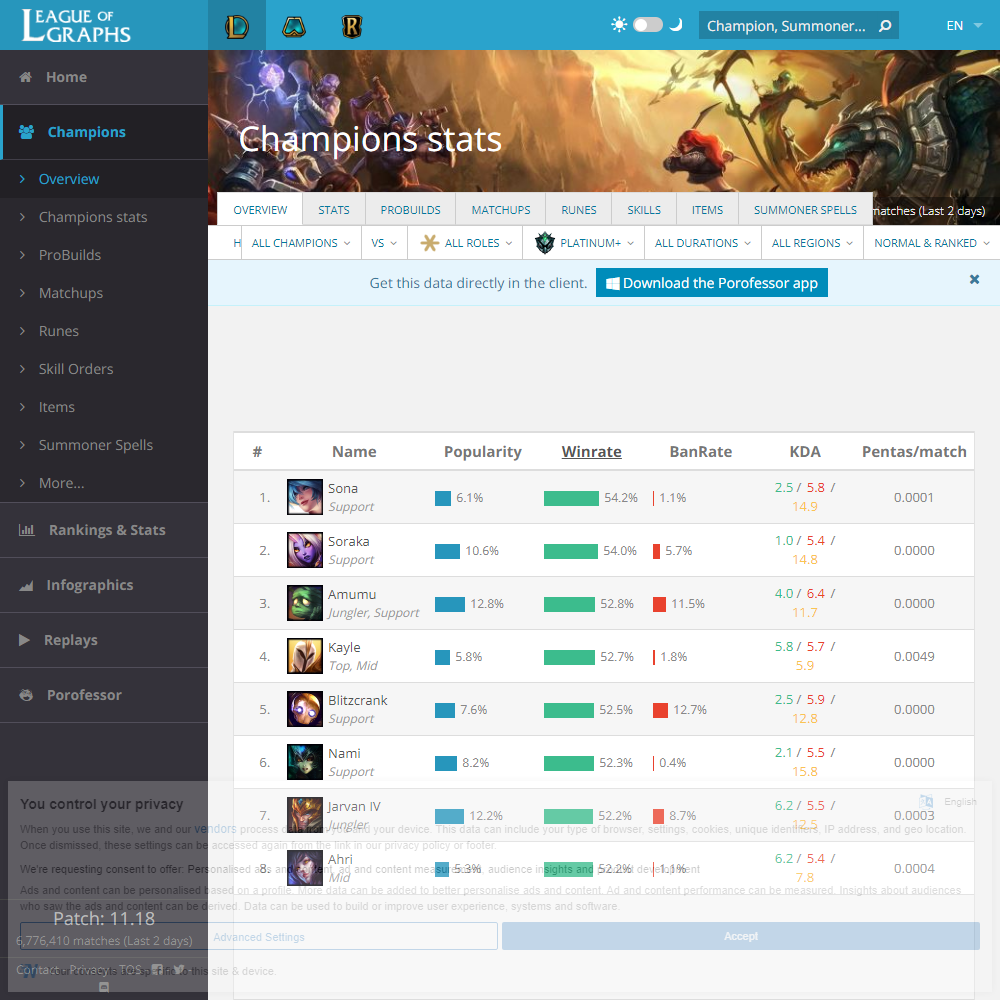 LEAGUE OF GRAPHS
Champion, Summoner...
EN
Home
Champions
Overview
Champions stats
ProBuilds
Matchups
Runes
Skill Orders
Items
Summoner Spells
More...
Rankings & Stats
Infographics
Replays
Porofessor
Patch: 11.18
6,776,410 matches (Last 2 days)
Contact - Privacy - TOS
Champions stats
OVERVIEW STATS PROBUILDS MATCHUPS RUNES SKILLS ITEMS SUMMONER SPELLS
matches (Last 2 days)
H ALL CHAMPIONS VS ALL ROLES PLATINUM+ ALL DURATIONS ALL REGIONS NORMAL & RANKED
Get this data directly in the client. Download the Porofessor app
# Name Popularity Winrate BanRate KDA Pentas/match
1. Sona Support 6.1% 54.2% 1.1% 2.5 / 5.8 / 14.9 0.0001
2. Soraka Support 10.6% 54.0% 5.7% 1.0 / 5.4 / 14.8 0.0000
3. Amumu Jungler, Support 12.8% 52.8% 11.5% 4.0 / 6.4 / 11.7 0.0000
4. Kayle Top, Mid 5.8% 52.7% 1.8% 5.8 / 5.7 / 5.9 0.0049
5. Blitzcrank Support 7.6% 52.5% 12.7% 2.5 / 5.9 / 12.8 0.0000
6. Nami Support 8.2% 52.3% 0.4% 2.1 / 5.5 / 15.8 0.0000
7. Jarvan IV Jungler 12.2% 52.2% 8.7% 6.2 / 5.5 / 12.5 0.0003
8. Ahri Mid 5.3% 52.2% 1.1% 6.2 / 5.4 / 7.8 0.0004
You control your privacy
English
When you use this site, we and our vendors process data from you and your device. This data can include your type of browser, settings, cookies, unique identifiers, IP address, and geo location.
Once dismissed, these settings can be accessed again from the link in our privacy policy or footer.
We're requesting consent to offer: Personalised ads and content, ad and content measurement, audience insights and product development
Ads and content can be personalised based on a profile. More data can be added to better personalise ads and content. Ad and content performance can be measured. Insights about audiences
who saw the ads and content can be derived. Data can be used to build or improve user experience, systems and software.
Advanced Settings
Accept
this site & device.